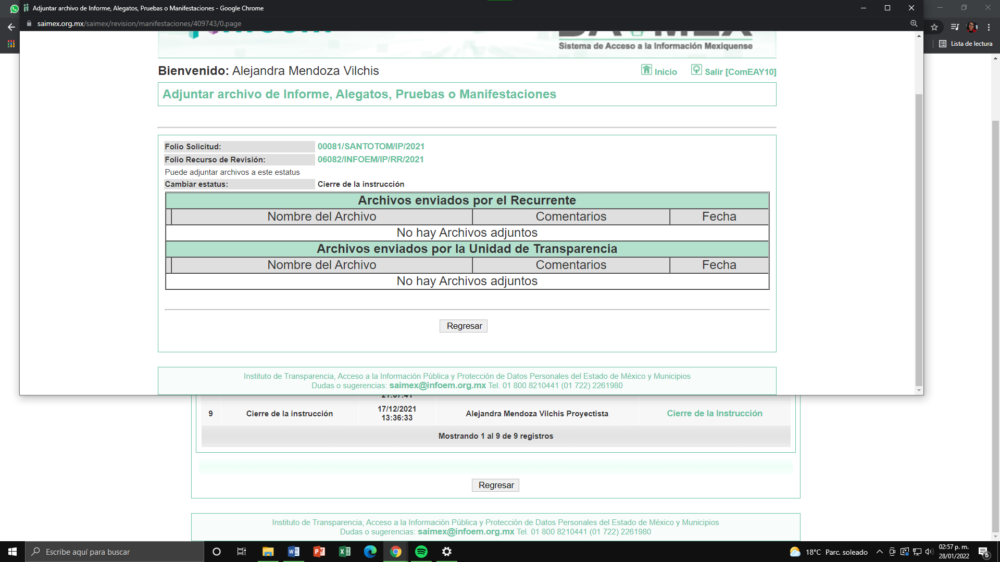 Adjuntar archivo de Informe, Alegatos, Pruebas o Manifestaciones - Google Chrome
saimex.org.mx/saimex/revision/manifestaciones/409743/0.page
Lista de lectura
Sistema de Acceso a la Información Mexiquense
Bienvenido: Alejandra Mendoza Vilchis
Inicio
Salir [ComEAY10]
Adjuntar archivo de Informe, Alegatos, Pruebas o Manifestaciones
Folio Solicitud: 00081/SANTOTOM/IP/2021
Folio Recurso de Revisión: 06082/INFOEM/IP/RR/2021
Puede adjuntar archivos a este estatus
Cambiar estatus: Cierre de la instrucción
Archivos enviados por el Recurrente
Nombre del Archivo Comentarios Fecha
No hay Archivos adjuntos
Archivos enviados por la Unidad de Transparencia
Nombre del Archivo Comentarios Fecha
No hay Archivos adjuntos
Regresar
Instituto de Transparencia, Acceso a la Información Pública y Protección de Datos Personales del Estado de México y Municipios
Dudas o sugerencias: saimex@infoem.org.mx Tel. 01 800 8210441 (01 722) 2261980
9 Cierre de la instrucción 17/12/2021 13:36:33 Alejandra Mendoza Vilchis Proyectista Cierre de la Instrucción
Mostrando 1 al 9 de 9 registros
Regresar
Instituto de Transparencia, Acceso a la Información Pública y Protección de Datos Personales del Estado de México y Municipios
Dudas o sugerencias: saimex@infoem.org.mx Tel. 01 800 8210441 (01 722) 2261980
Escribe aquí para buscar
18°C Parc. soleado
02:57 p. m.
28/01/2022
6